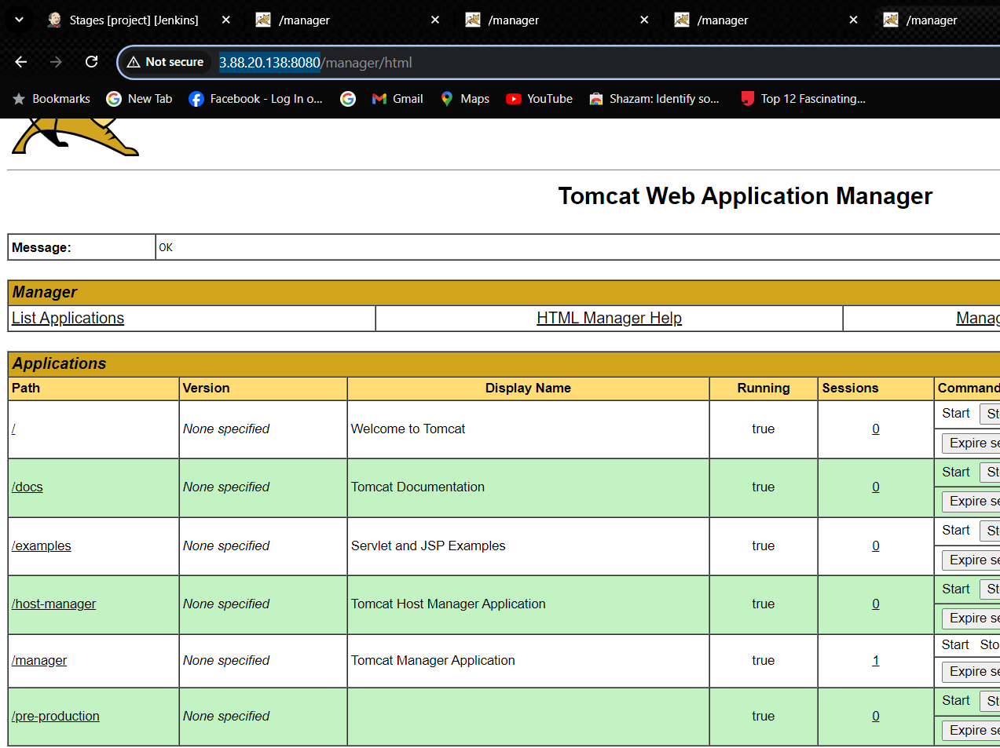 Stages [project] [Jenkins]
/manager
/manager
/manager
/manager
Not secure
3.88.20.138:8080/manager/html
Bookmarks
New Tab
Facebook - Log In o...
Gmail
Maps
YouTube
Shazam: Identify so...
Top 12 Fascinating...
Tomcat Web Application Manager
Message: OK
Manager
List Applications HTML Manager Help Manag
Applications
Path Version Display Name Running Sessions Command
/ None specified Welcome to Tomcat true 0 Start St
Expire se
/docs None specified Tomcat Documentation true 0 Start St
Expire se
/examples None specified Servlet and JSP Examples true 0 Start St
Expire se
/host-manager None specified Tomcat Host Manager Application true 0 Start St
Expire se
/manager None specified Tomcat Manager Application true 1 Start Sto
Expire se
/pre-production None specified true 0 Start St
Expire se